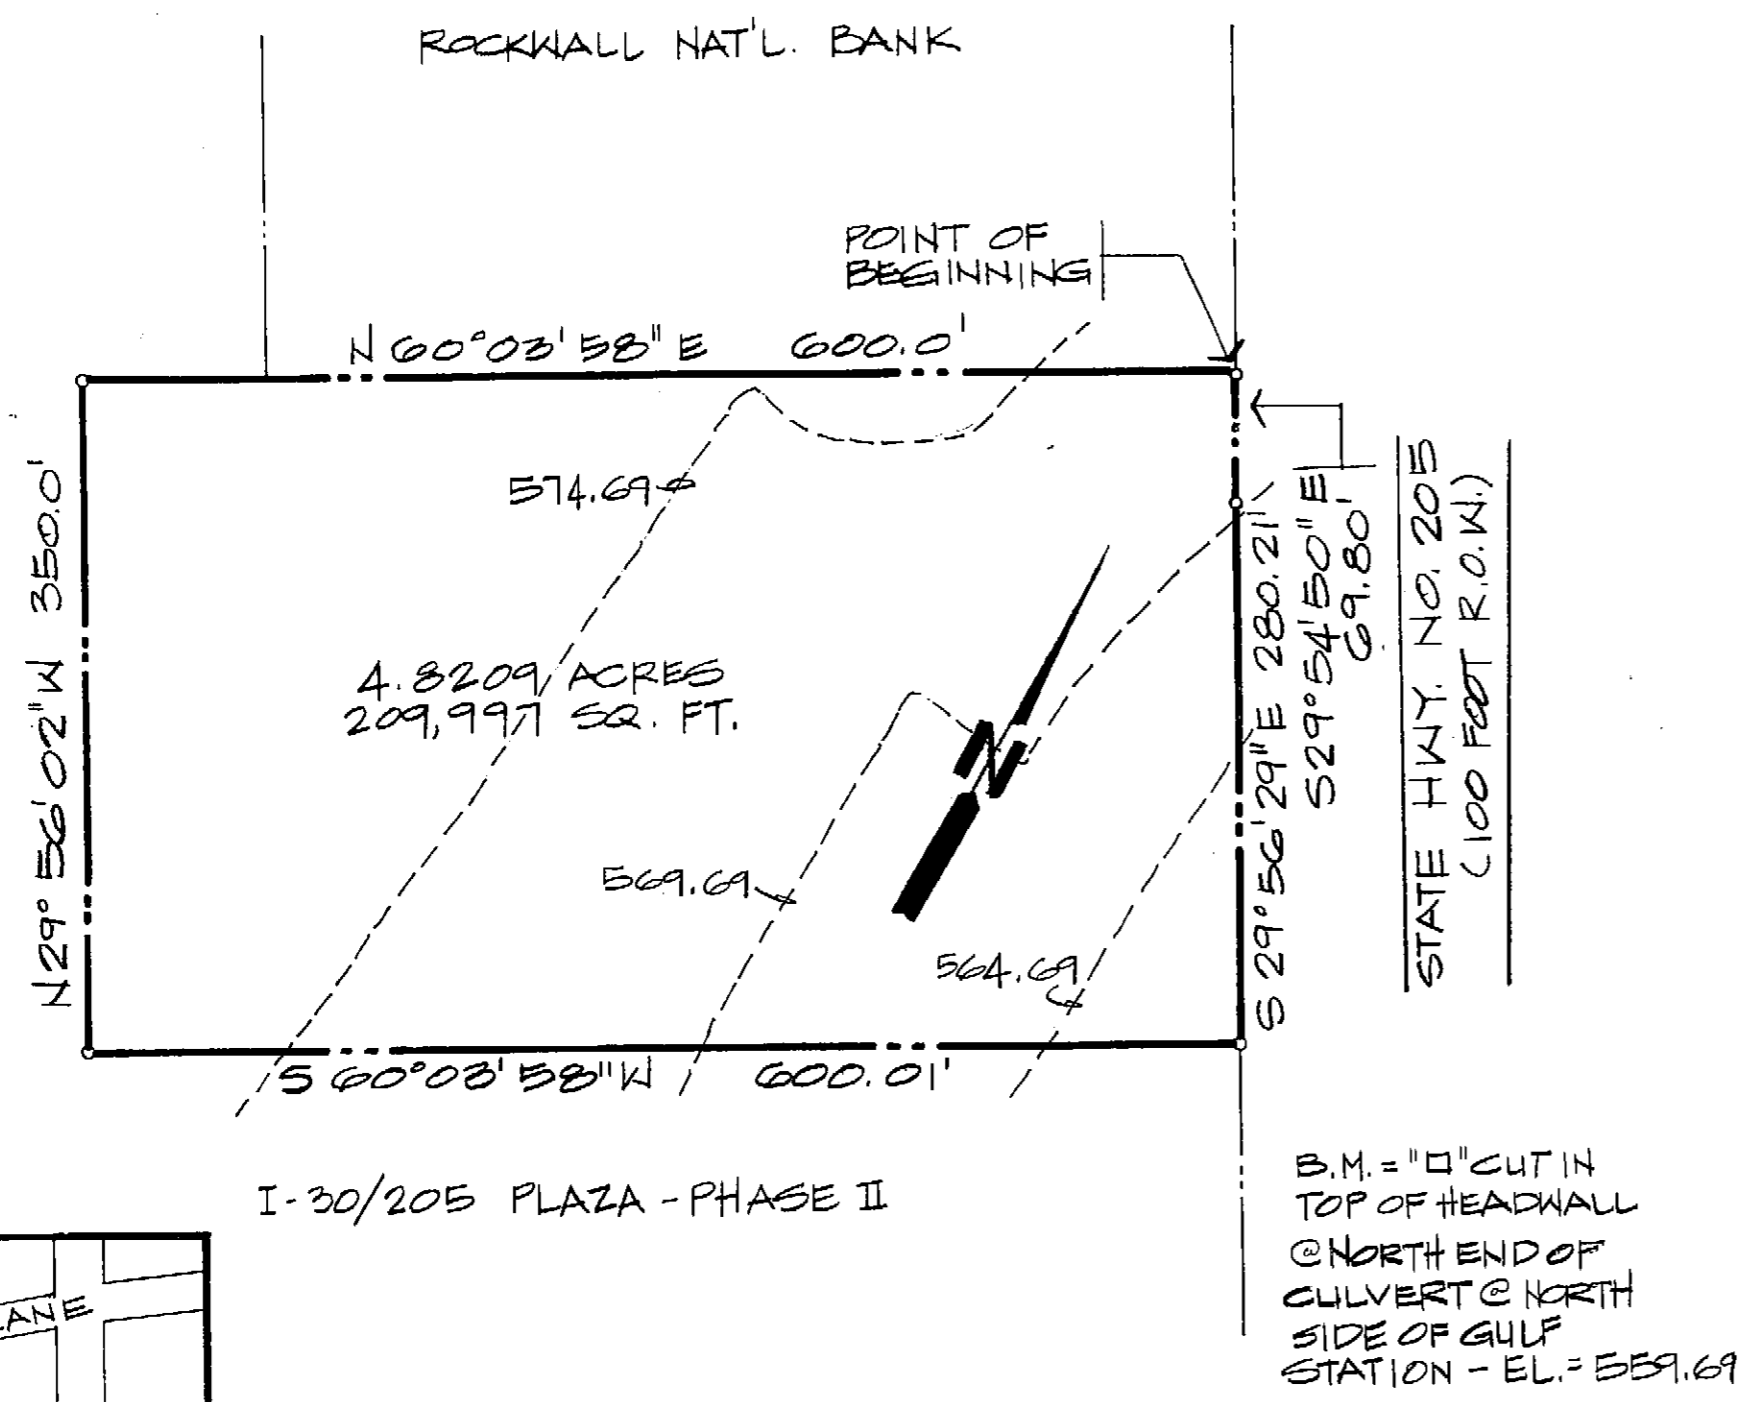 ROCKWALL NAT'L. BANK
POINT OF
BEGINNING
N 60°03'58" E 600.0'
N29°56'02"W 350.0'
574.69
4.8209 ACRES
209,997 SQ. FT.
N
569.69
564.69
S 29°56'29"E 280.21'
S29°54'50"E
69.80'
STATE HWY. NO. 205
(100 FOOT R.O.W.)
S 60°03'58"W 600.01'
I-30/205 PLAZA - PHASE II
B.M. = "□" CUT IN
TOP OF HEADWALL
@ NORTH END OF
CULVERT @ NORTH
SIDE OF GULF
STATION - EL. = 559.69
LANE